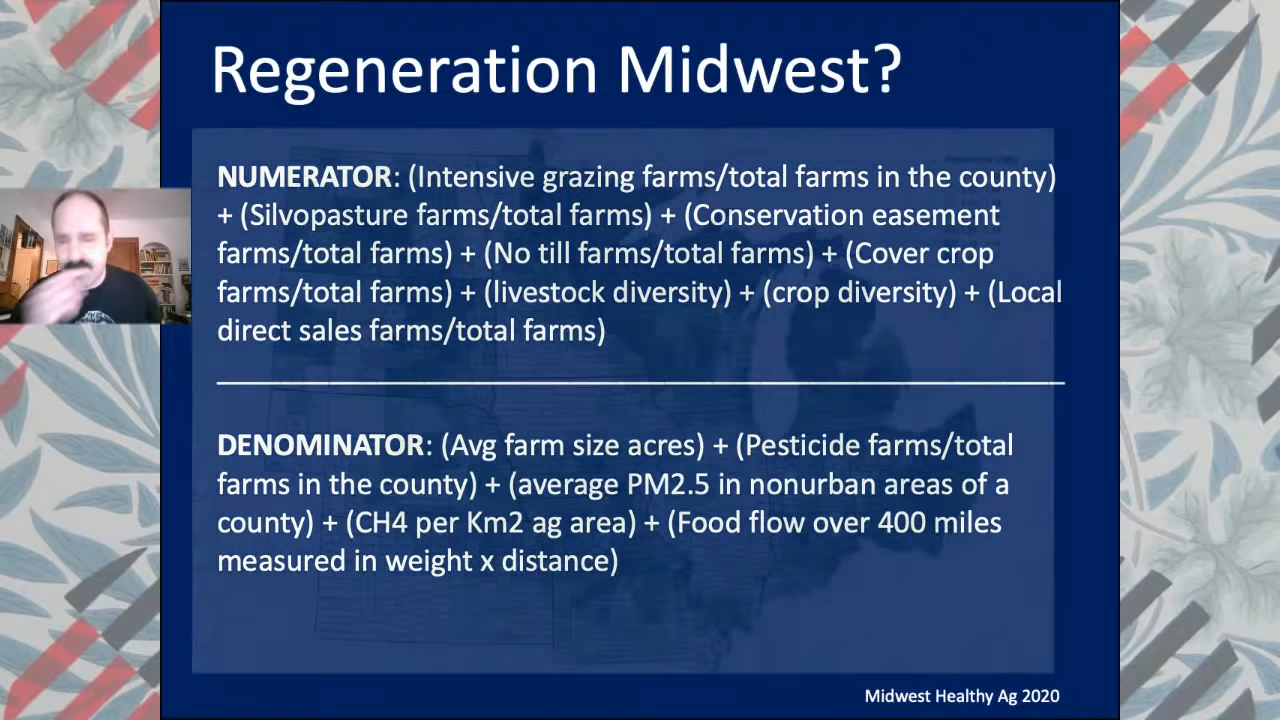 Regeneration Midwest?
NUMERATOR: (Intensive grazing farms/total farms in the county)
+ (Silvopasture farms/total farms) + (Conservation easement
farms/total farms) + (No till farms/total farms) + (Cover crop
farms/total farms) + (livestock diversity) + (crop diversity) + (Local
direct sales farms/total farms)
DENOMINATOR: (Avg farm size acres) + (Pesticide farms/total
farms in the county) + (average PM2.5 in nonurban areas of a
county) + (CH4 per Km2 ag area) + (Food flow over 400 miles
measured in weight x distance)
Midwest Healthy Ag 2020